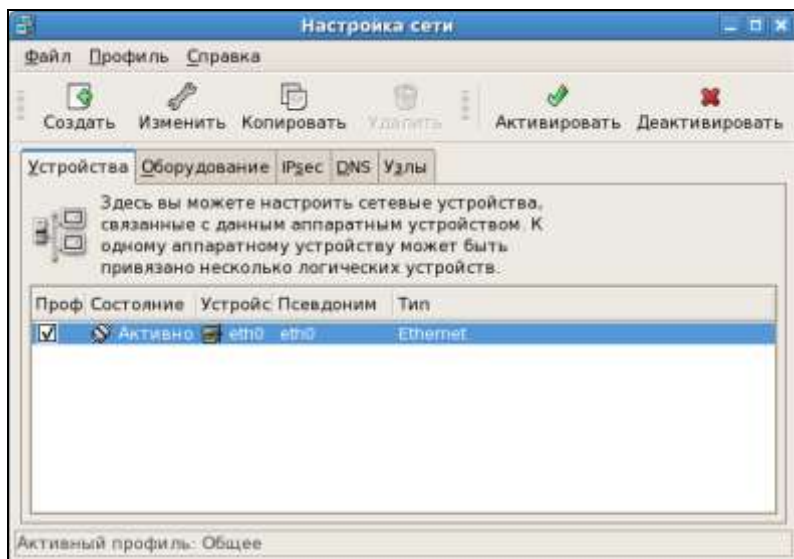 Настройка сети
Файл Профиль Справка
Создать Изменить Копировать Удалить Активировать Деактивировать
Устройства Оборудование IPsec DNS Узлы
Здесь вы можете настроить сетевые устройства,
связанные с данным аппаратным устройством. К
одному аппаратному устройству может быть
привязано несколько логических устройств.
Проф Состояние Устройс Псевдоним Тип
Активно eth0 eth0 Ethernet
Активный профиль: Общее